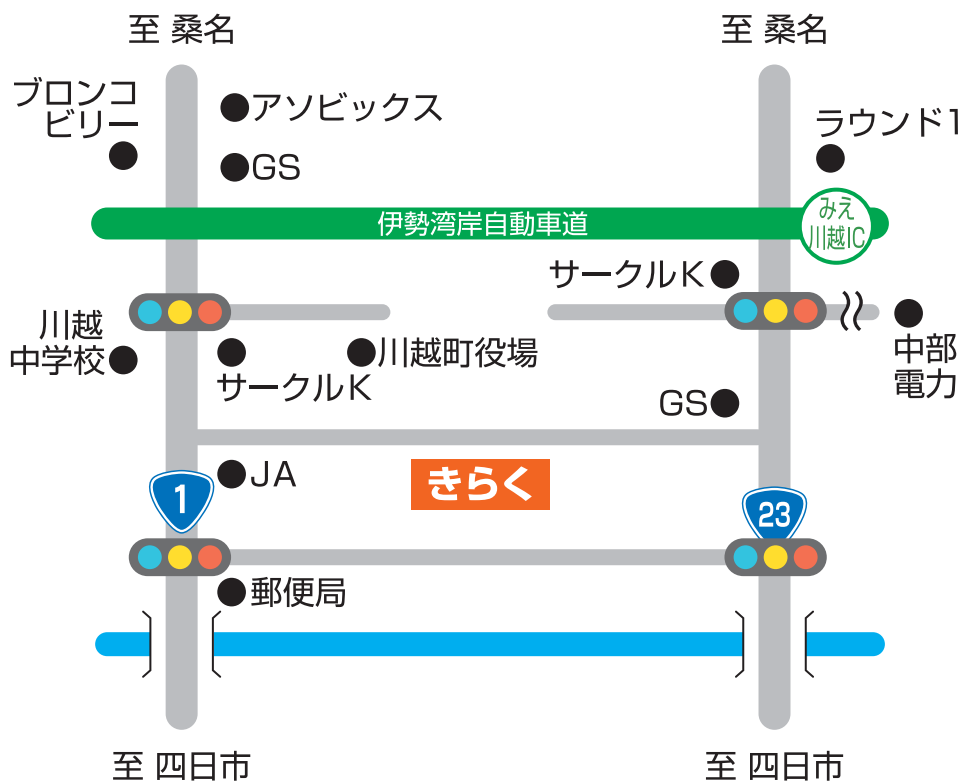 至 桑名
至 桑名
ブロンコ
ビリー
アソビックス
ラウンド1
GS
伊勢湾岸自動車道
みえ
川越IC
サークルK
川越
中学校
サークルK
川越町役場
中部
電力
GS
JA
きらく
1
23
郵便局
至 四日市
至 四日市